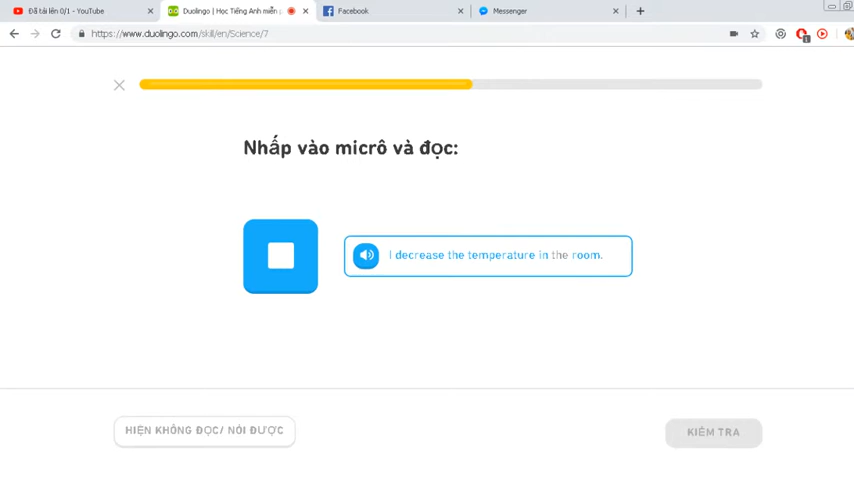 Đã tải lên 0/1 - YouTube
Duolingo | Học Tiếng Anh miễn
Facebook
Messenger
https://www.duolingo.com/skill/en/Science/7
1
Nhấp vào micrô và đọc:
I decrease the temperature in the room.
HIỆN KHÔNG ĐỌC/ NÓI ĐƯỢC
KIỂM TRA